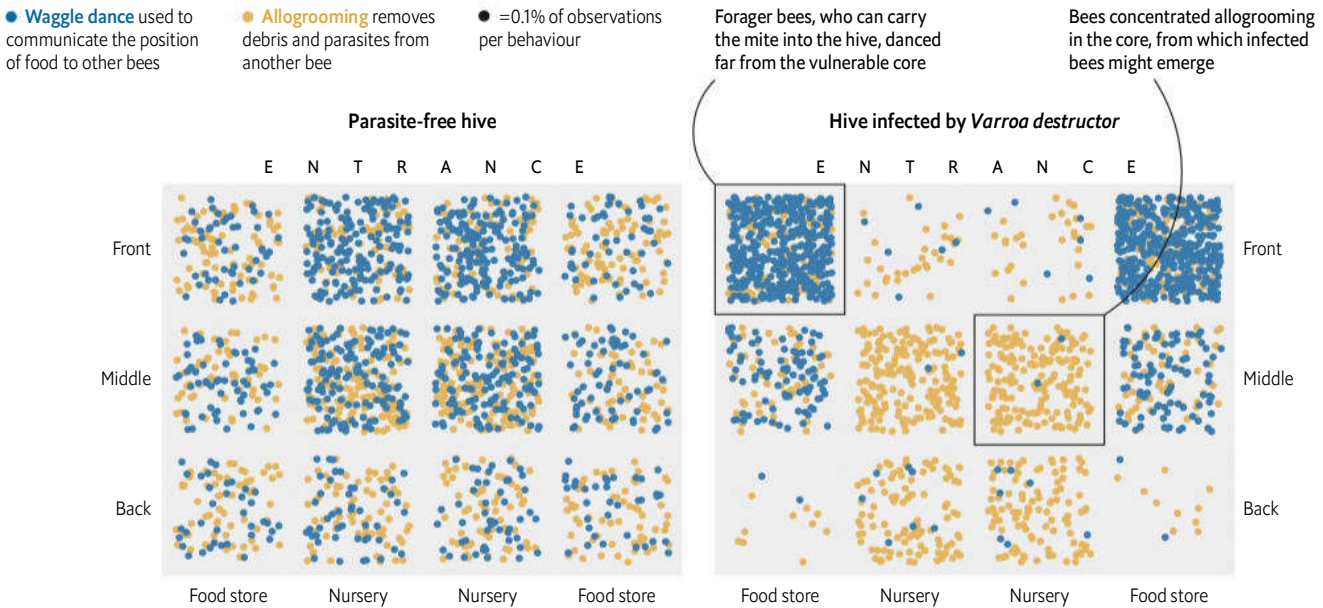 Waggle dance used to
communicate the position
of food to other bees
Allogrooming removes
debris and parasites from
another bee
=0.1% of observations
per behaviour
Forager bees, who can carry
the mite into the hive, danced
far from the vulnerable core
Bees concentrated allogrooming
in the core, from which infected
bees might emerge
Parasite-free hive
Hive infected by Varroa destructor
E N T R A N C E
E N T R A N C E
Front
Front
Middle
Middle
Back
Back
Food store Nursery Nursery Food store
Food store Nursery Nursery Food store